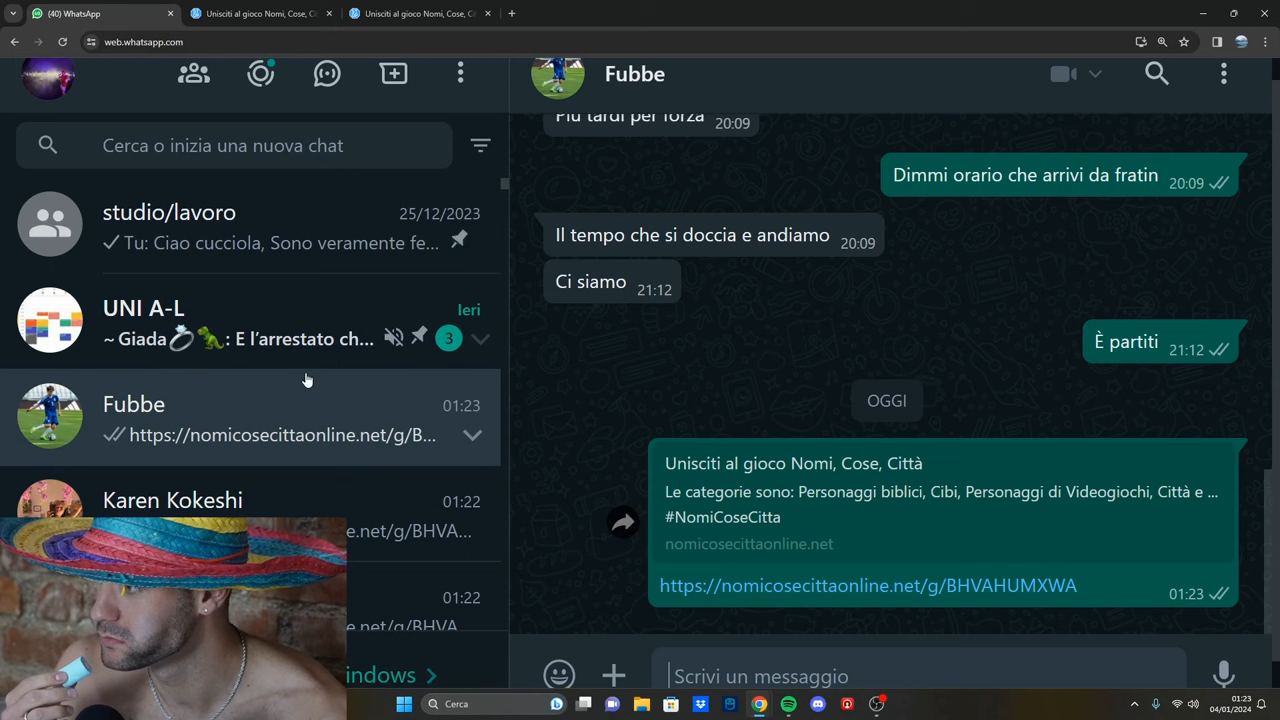 (40) WhatsApp
Unisciti al gioco Nomi, Cose, C
Unisciti al gioco Nomi, Cose, C
web.whatsapp.com
Fubbe
Cerca o inizia una nuova chat
studio/lavoro
25/12/2023
Tu: Ciao cucciola, Sono veramente fe...
UNI A-L
Ieri
~ Giada💍🦖: E l'arrestato ch...
3
Fubbe
01:23
https://nomicosecittaonline.net/g/B...
Karen Kokeshi
01:22
e.net/g/BHVA...
01:22
e.net/g/BHVA
indows
Più tardi per forza
20:09
Dimmi orario che arrivi da fratin
20:09
Il tempo che si doccia e andiamo
20:09
Ci siamo
21:12
È partiti
21:12
OGGI
Unisciti al gioco Nomi, Cose, Città
Le categorie sono: Personaggi biblici, Cibi, Personaggi di Videogiochi, Città e ...
#NomiCoseCitta
nomicosecittaonline.net
https://nomicosecittaonline.net/g/BHVAHUMXWA
01:23
Scrivi un messaggio
Cerca
01:23
04/01/2024